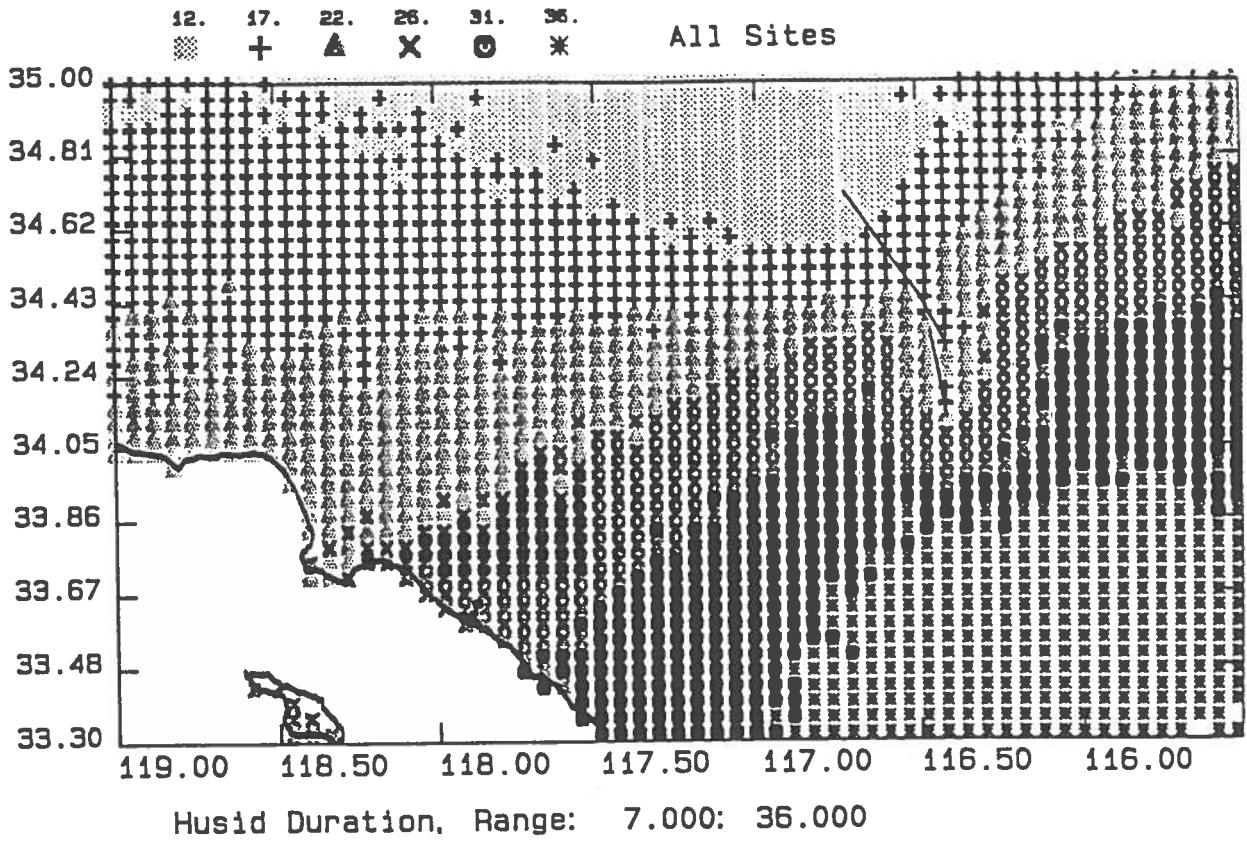 12. 17. 22. 26. 31. 36.
All Sites
35.00
34.81
34.62
34.43
34.24
34.05
33.86
33.67
33.48
33.30
119.00 118.50 118.00 117.50 117.00 116.50 116.00
Husid Duration, Range: 7.000: 36.000